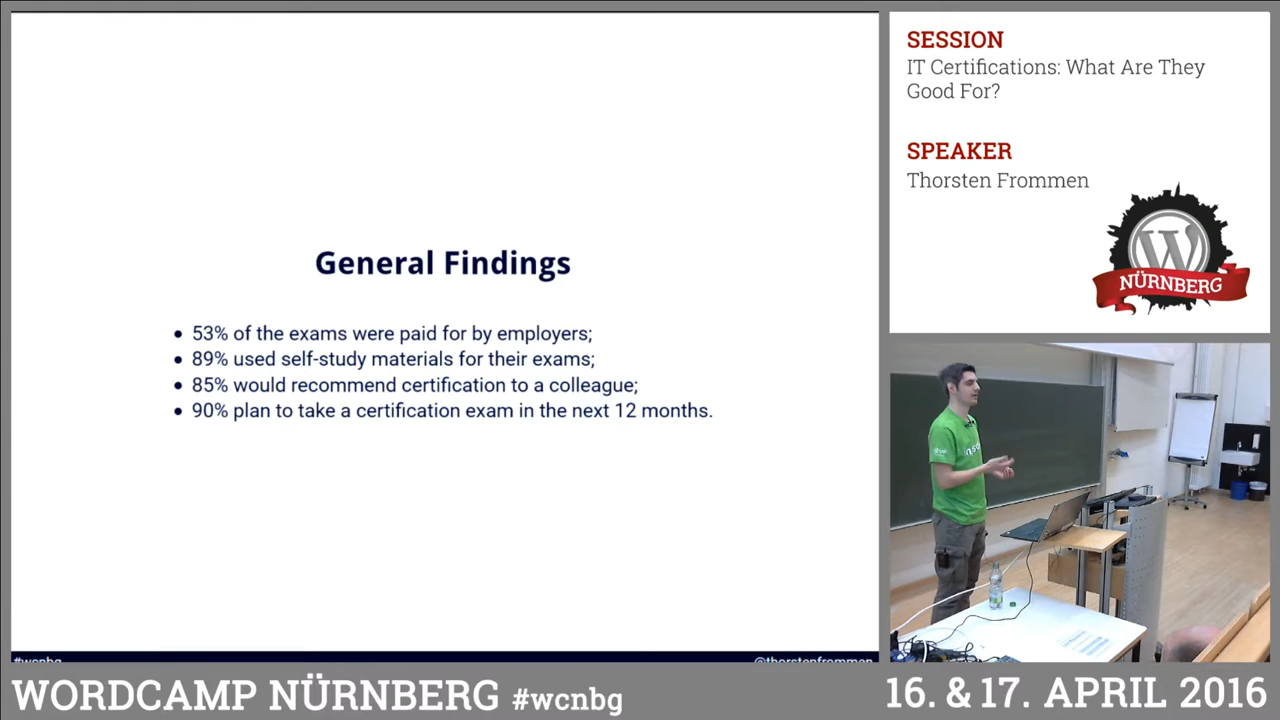 General Findings
53% of the exams were paid for by employers;
89% used self-study materials for their exams;
85% would recommend certification to a colleague;
90% plan to take a certification exam in the next 12 months.
#wcnbg
@thorstenfrommen
SESSION
IT Certifications: What Are They
Good For?
SPEAKER
Thorsten Frommen
W
NÜRNBERG
WORDCAMP NÜRNBERG #wcnbg
16. & 17. APRIL 2016